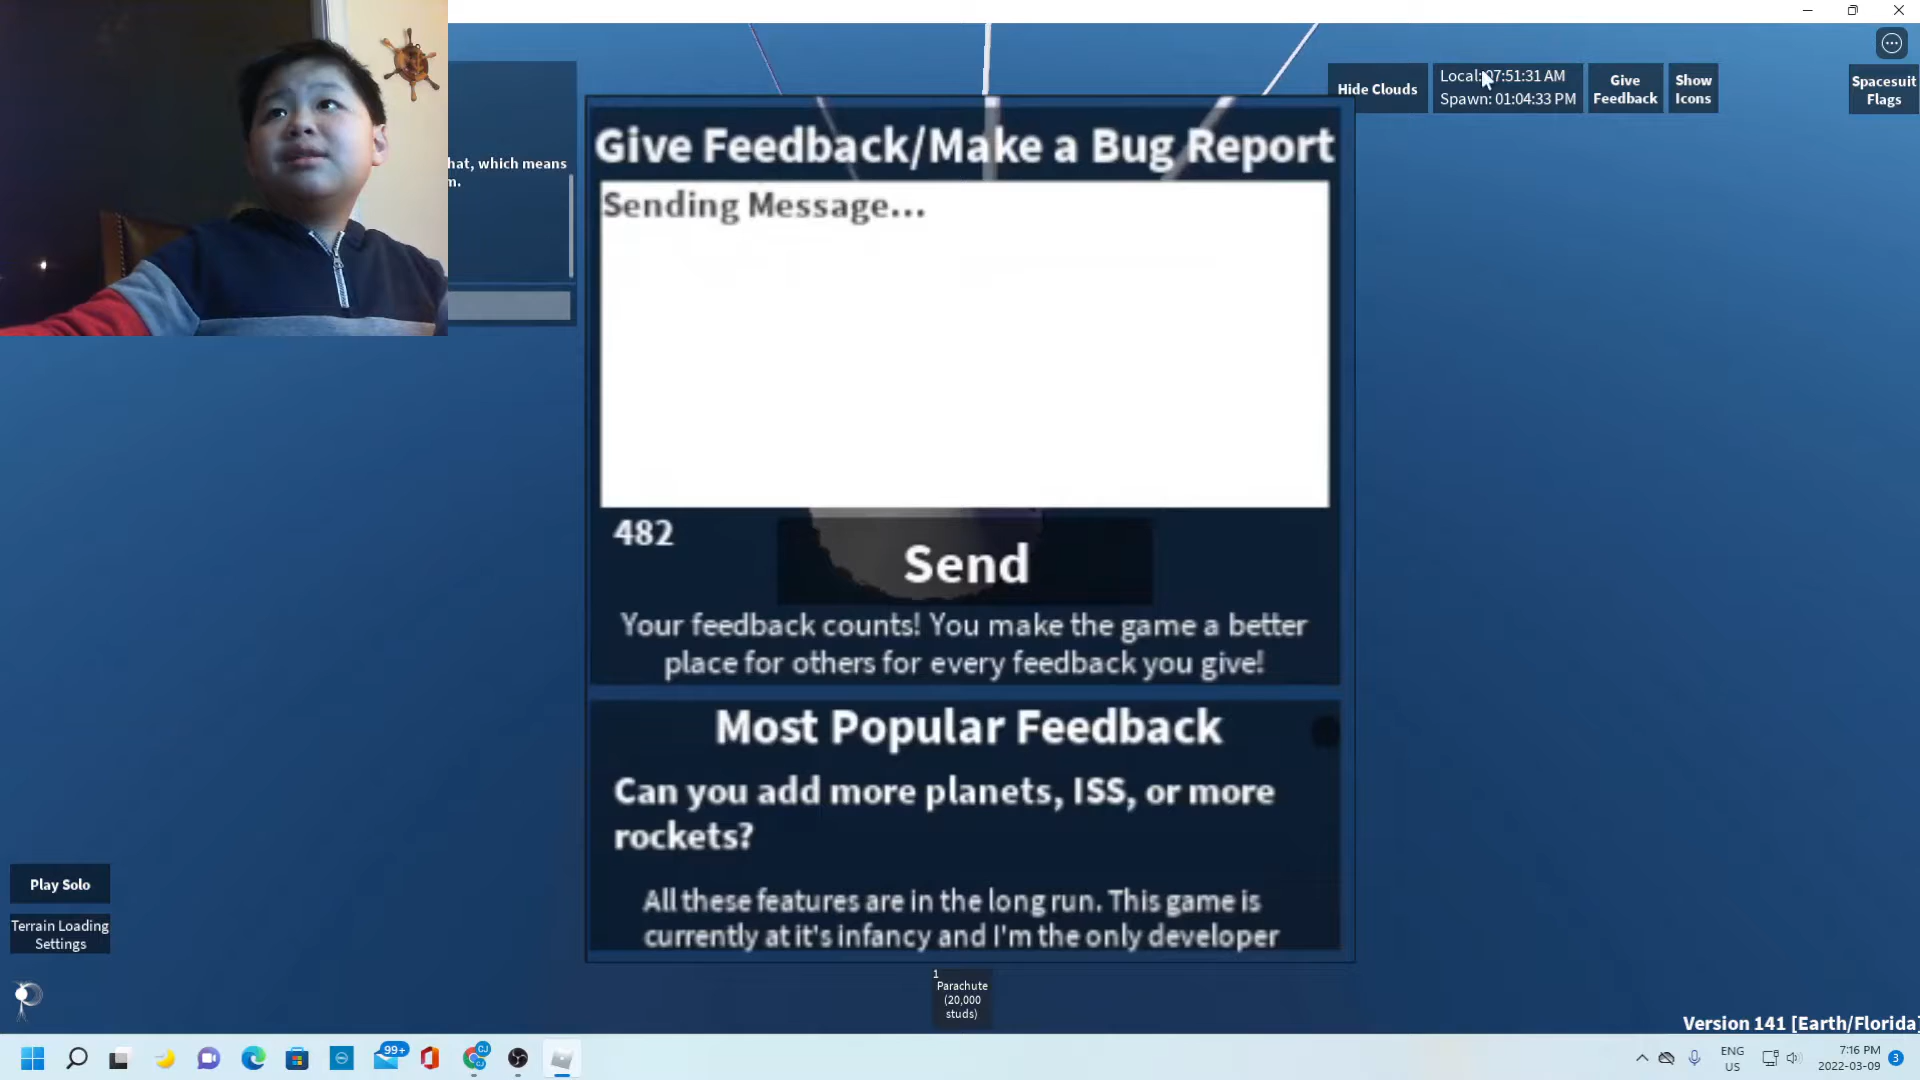 hat, which means
m.
Hide Clouds
Local: 07:51:31 AM
Spawn: 01:04:33 PM
Give
Feedback
Show
Icons
Spacesuit
Flags
Give Feedback/Make a Bug Report
Sending Message...
482
Send
Your feedback counts! You make the game a better
place for others for every feedback you give!
Most Popular Feedback
Can you add more planets, ISS, or more
rockets?
All these features are in the long run. This game is
currently at it's infancy and I'm the only developer
Play Solo
Terrain Loading
Settings
1
Parachute
(20,000
studs)
Version 141 [Earth/Florida]
99+
CJ
CJ
ENG
US
7:16 PM
2022-03-09
3